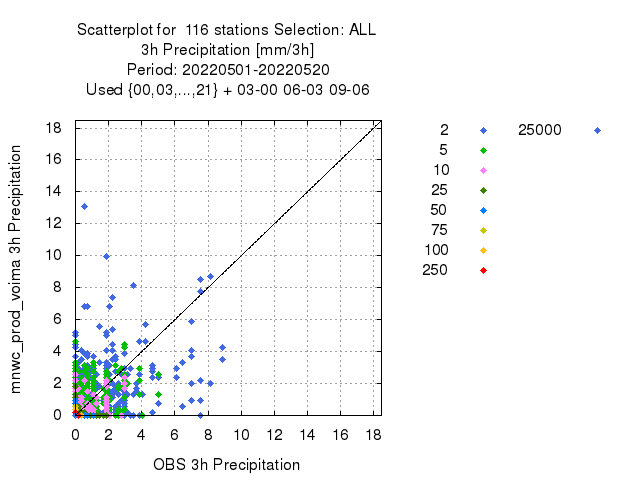 Scatterplot for 116 stations Selection: ALL
3h Precipitation [mm/3h]
Period: 20220501-20220520
Used {00,03,...,21} + 03-00 06-03 09-06
mnwc_prod_voima 3h Precipitation
18
16
14
12
10
8
6
4
2
0
0 2 4 6 8 10 12 14 16 18
OBS 3h Precipitation
2 25000
5
10
25
50
75
100
250